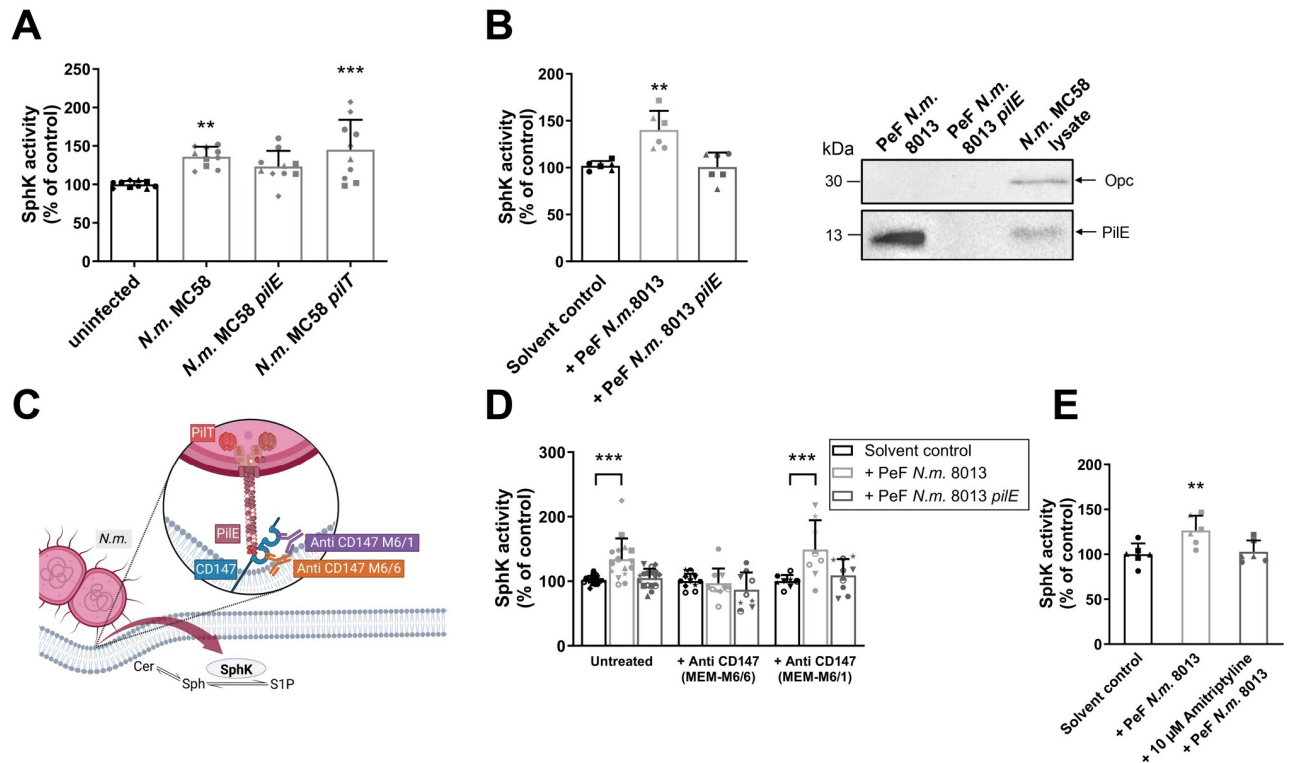 A
SphK activity
(% of control)
250
200
150
100
50
0
**
***
uninfected
N.m. MC58
N.m. MC58 pilE
N.m. MC58 pilT
B
SphK activity
(% of control)
200
150
100
50
0
**
Solvent control
+ PeF N.m.8013
+ PeF N.m. 8013 pilE
kDa
PeF N.m.
8013
PeF N.m.
8013 pilE
N.m. MC58
lysate
30
Opc
13
PilE
C
PilT
PilE
N.m.
CD147
Anti CD147 M6/1
Anti CD147 M6/6
Cer
SphK
Sph
S1P
D
SphK activity
(% of control)
300
200
100
0
***
***
Solvent control
+ PeF N.m. 8013
+ PeF N.m. 8013 pilE
Untreated
+ Anti CD147
(MEM-M6/6)
+ Anti CD147
(MEM-M6/1)
E
SphK activity
(% of control)
200
150
100
50
0
**
Solvent control
+ PeF N.m. 8013
+ 10 µM Amitriptyline
+ PeF N.m. 8013